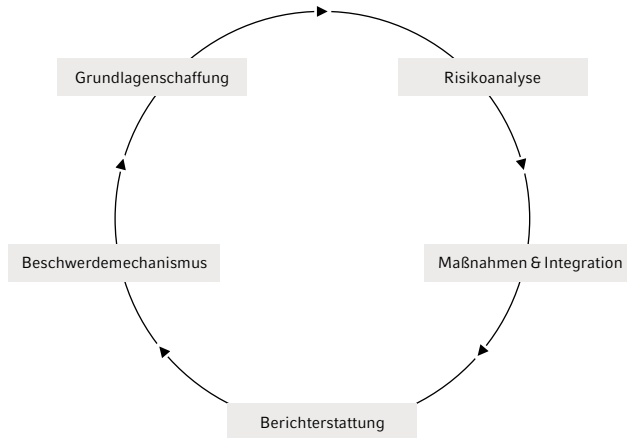 Grundlagenschaffung
Risikoanalyse
Beschwerdemechanismus
Maßnahmen & Integration
Berichterstattung